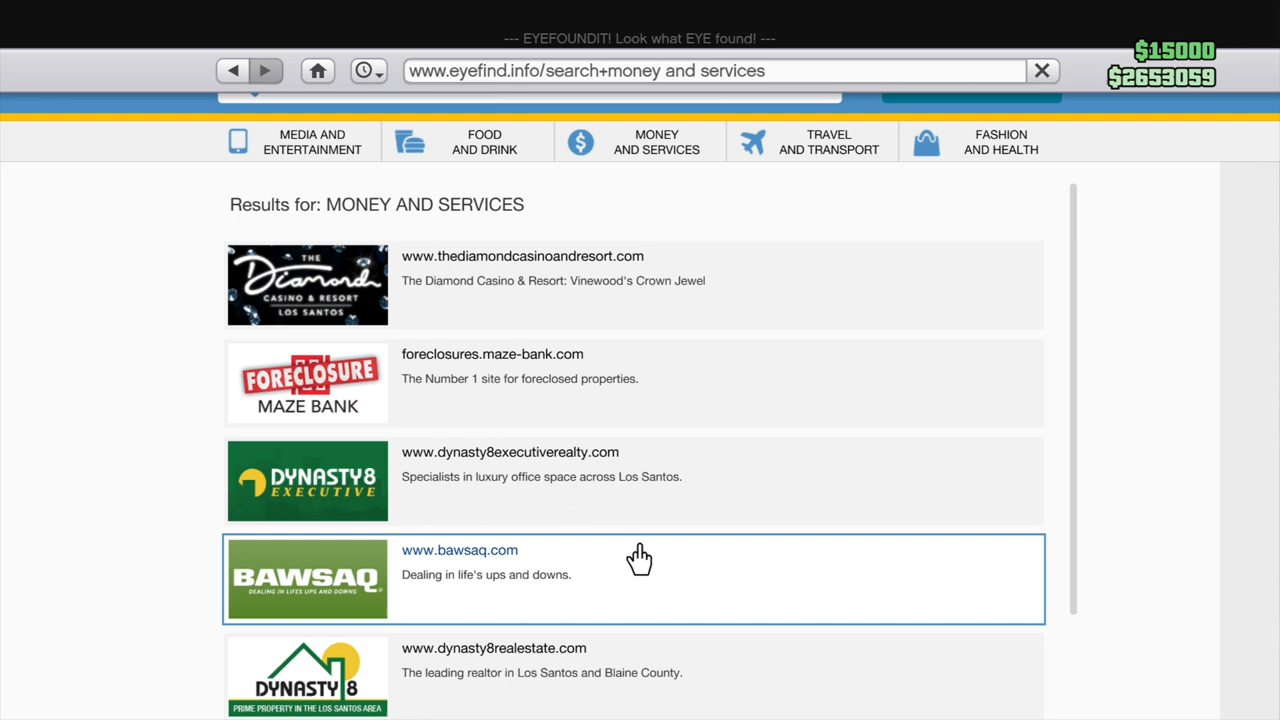 --- EYEFOUNDIT! Look what EYE found! ---
$15000
www.eyefind.info/search+money and services
$2653059
MEDIA AND
ENTERTAINMENT
FOOD
AND DRINK
MONEY
AND SERVICES
TRAVEL
AND TRANSPORT
FASHION
AND HEALTH
Results for: MONEY AND SERVICES
THE
Diamond
CASINO & RESORT
LOS SANTOS
www.thediamondcasinoandresort.com
The Diamond Casino & Resort: Vinewood's Crown Jewel
FORECLOSURE
MAZE BANK
foreclosures.maze-bank.com
The Number 1 site for foreclosed properties.
DYNASTY8
EXECUTIVE
www.dynasty8executiverealty.com
Specialists in luxury office space across Los Santos.
BAWSAQ
DEALING IN LIFES UPS AND DOWNS
www.bawsaq.com
Dealing in life's ups and downs.
DYNASTY 8
PRIME PROPERTY IN THE LOS SANTOS AREA
www.dynasty8realestate.com
The leading realtor in Los Santos and Blaine County.